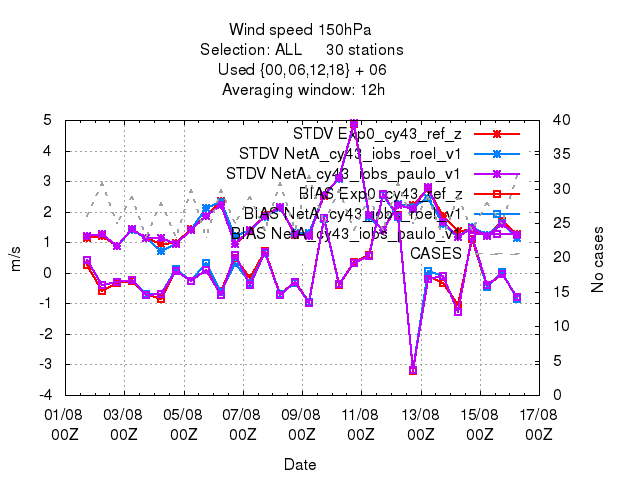 Wind speed 150hPa
Selection: ALL 30 stations
Used {00,06,12,18} + 06
Averaging window: 12h
5
4
3
2
1
0
-1
-2
-3
-4
m/s
40
35
30
25
20
15
10
5
0
No cases
STDV Exp0_cy43_ref_z
STDV NetA_cy43_iobs_roel_v1
STDV NetA_cy43_iobs_paulo_v1
BIAS Exp0_cy43_ref_z
BIAS NetA_cy43_iobs_roel_v1
BIAS NetA_cy43_iobs_paulo_v1
CASES
01/08 03/08 05/08 07/08 09/08 11/08 13/08 15/08 17/08
00Z 00Z 00Z 00Z 00Z 00Z 00Z 00Z 00Z
Date